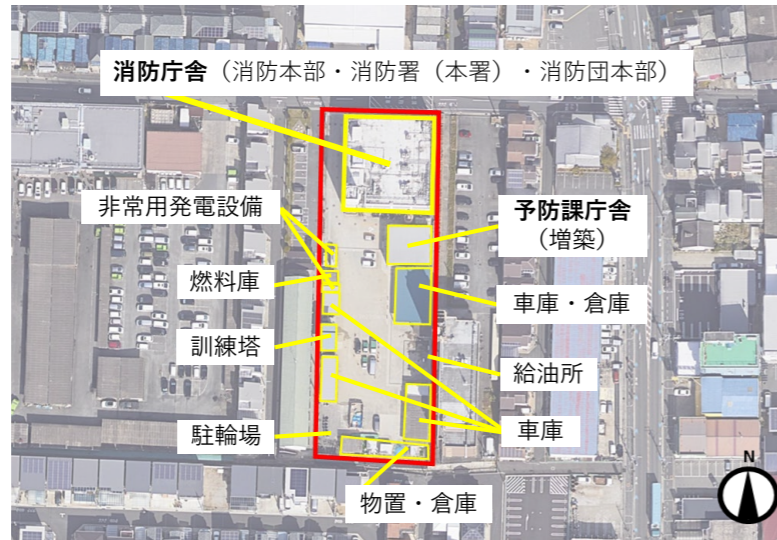 消防庁舎（消防本部・消防署（本署）・消防団本部）
非常用発電設備
予防課庁舎
（増築）
燃料庫
車庫・倉庫
訓練塔
給油所
駐輪場
車庫
物置・倉庫
N